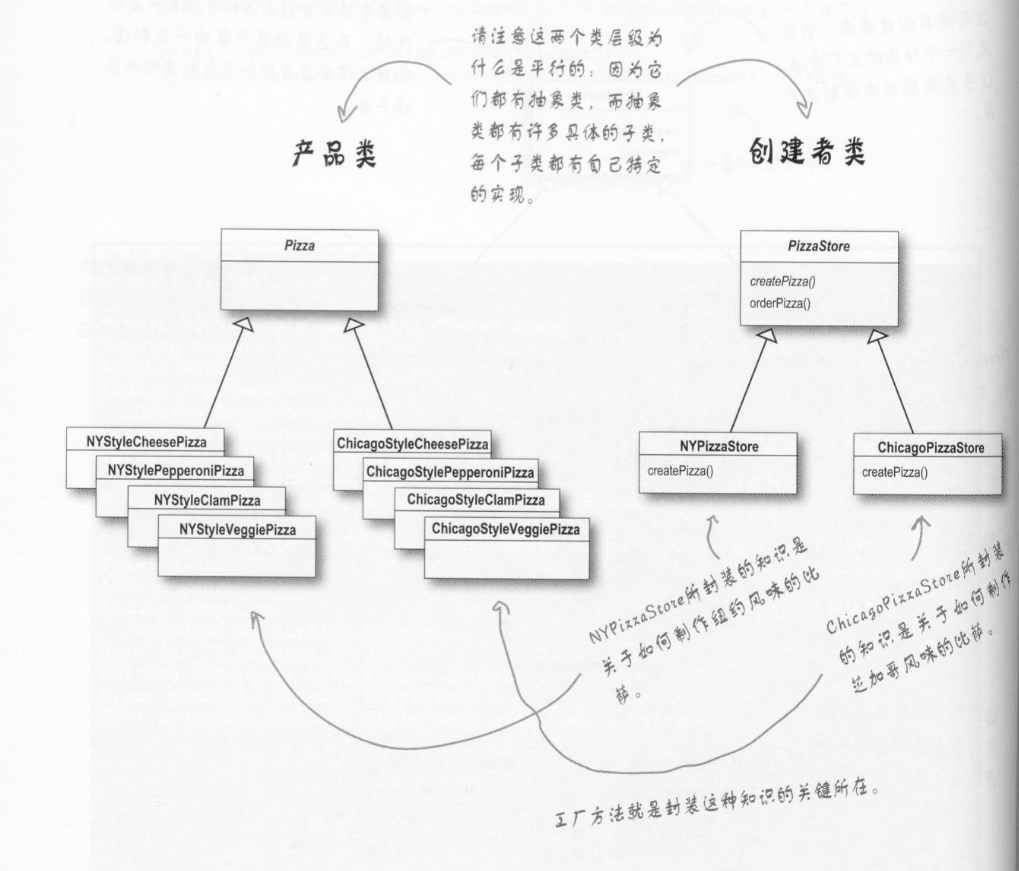 请注意这两个类层级为
什么是平行的：因为它
们都有抽象类，而抽象
类都有许多具体的子类，
每个子类都有自己特定
的实现。
产品类
创建者类
Pizza
PizzaStore
createPizza()
orderPizza()
NYStyleCheesePizza
NYStylePepperoniPizza
NYStyleClamPizza
NYStyleVeggiePizza
ChicagoStyleCheesePizza
ChicagoStylePepperoniPizza
ChicagoStyleClamPizza
ChicagoStyleVeggiePizza
NYPizzaStore
createPizza()
ChicagoPizzaStore
createPizza()
NYPizzaStore所封装的知识是
关于如何制作纽约风味的比
萨。
ChicagoPizzaStore所封装
的知识是关于如何制作
芝加哥风味的比萨。
工厂方法就是封装这种知识的关键所在。